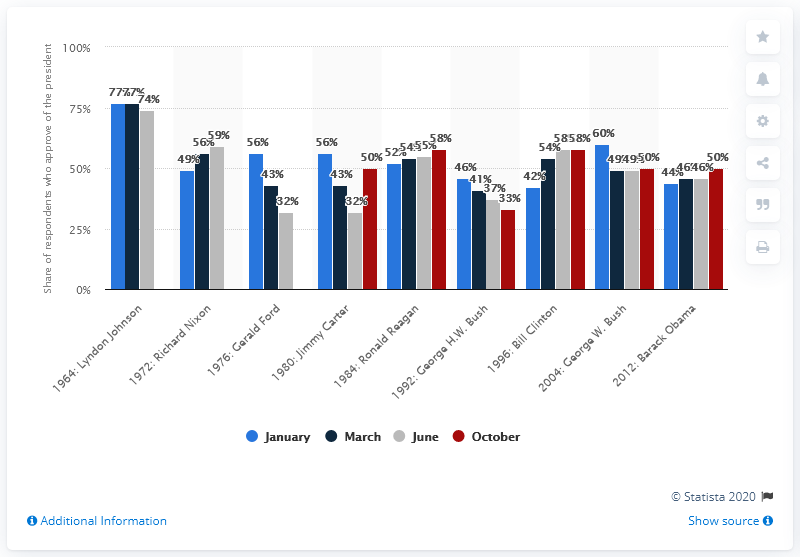 Share of respondents who approve of the president
100%
75%
50%
25%
0%
77% 77% 74%
49% 56% 59%
56% 43% 32%
56% 43% 32% 50%
52% 54% 55% 58%
46% 41% 37% 33%
42% 54% 58% 58%
60% 49% 49% 50%
44% 46% 46% 50%
1964: Lyndon Johnson
1972: Richard Nixon
1976: Gerald Ford
1980: Jimmy Carter
1984: Ronald Reagan
1992: George H.W. Bush
1996: Bill Clinton
2004: George W. Bush
2012: Barack Obama
January March June October
© Statista 2020
Additional Information Show source